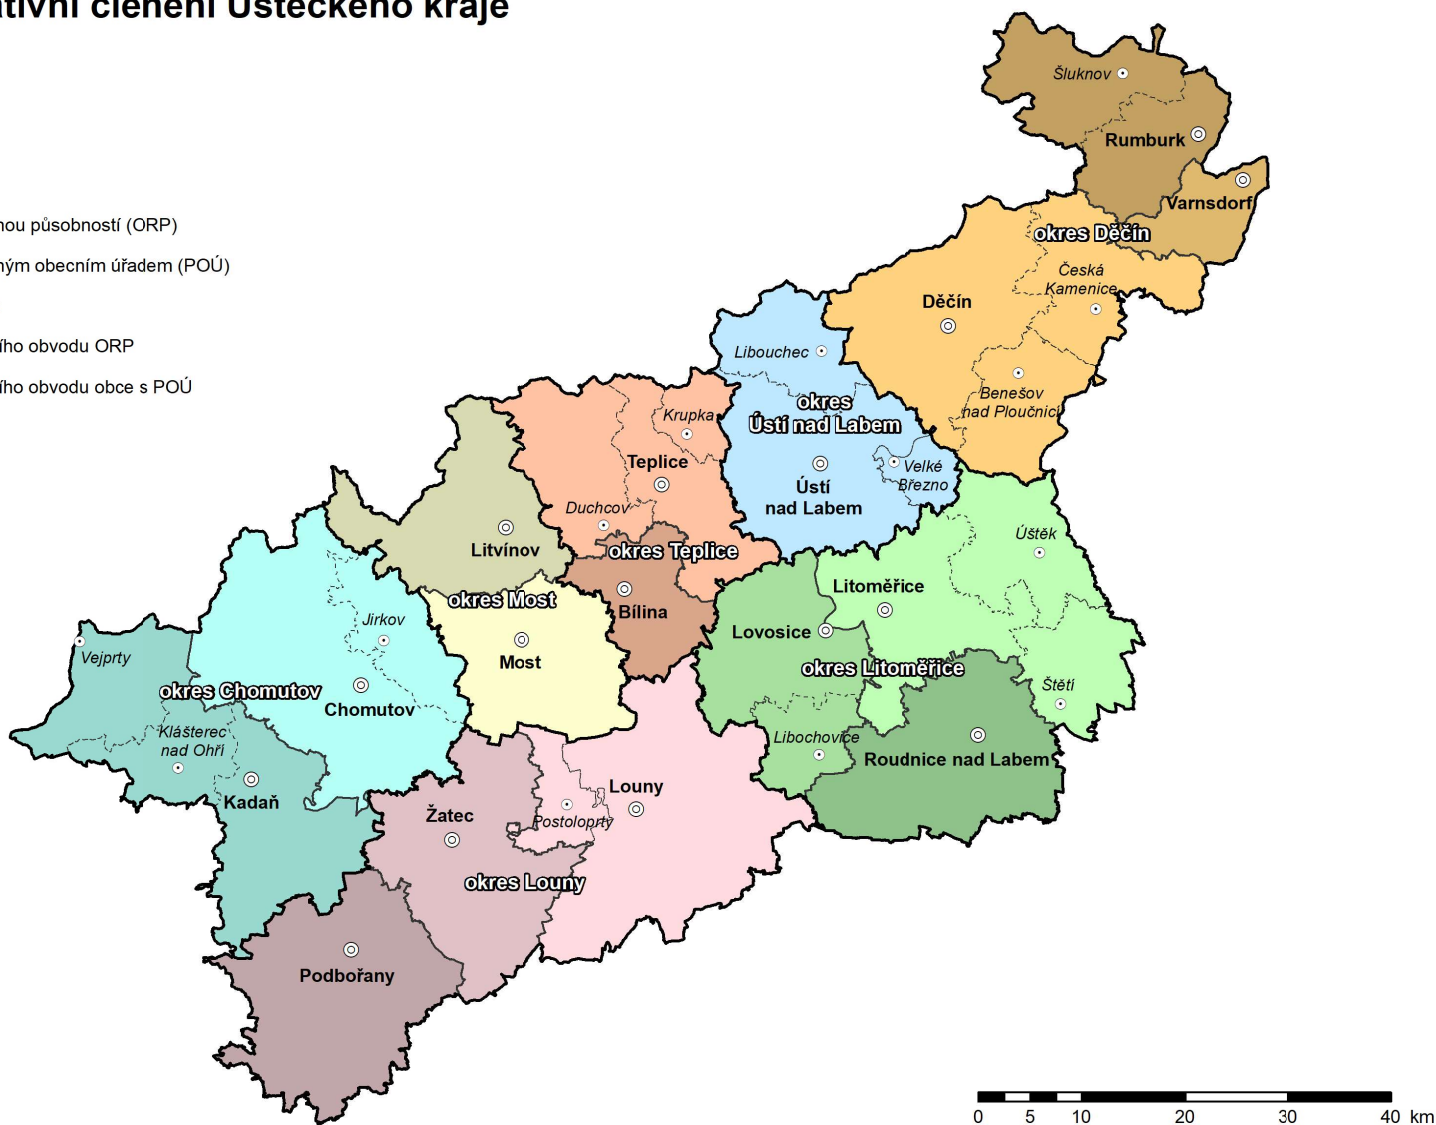 ativní členění Ústeckého kraje
nou působností (ORP)
ným obecním úřadem (POÚ)
ího obvodu ORP
ího obvodu obce s POÚ
Šluknov
Rumburk
Varnsdorf
okres Děčín
Česká
Kamenice
Děčín
Libouchec
Benešov
nad Ploučnicí
okres
Ústí nad Labem
Krupka
Teplice
Velké
Březno
Ústí
nad Labem
Duchcov
Litvínov
okres Teplice
Úštěk
Litoměřice
okres Most
Bílina
Jirkov
Lovosice
Most
Vejprty
okres Litoměřice
okres Chomutov
Štětí
Chomutov
Klášterec
nad Ohří
Libochovice
Roudnice nad Labem
Louny
Kadaň
Žatec
Postoloprty
okres Louny
Podbořany
0 5 10 20 30 40 km